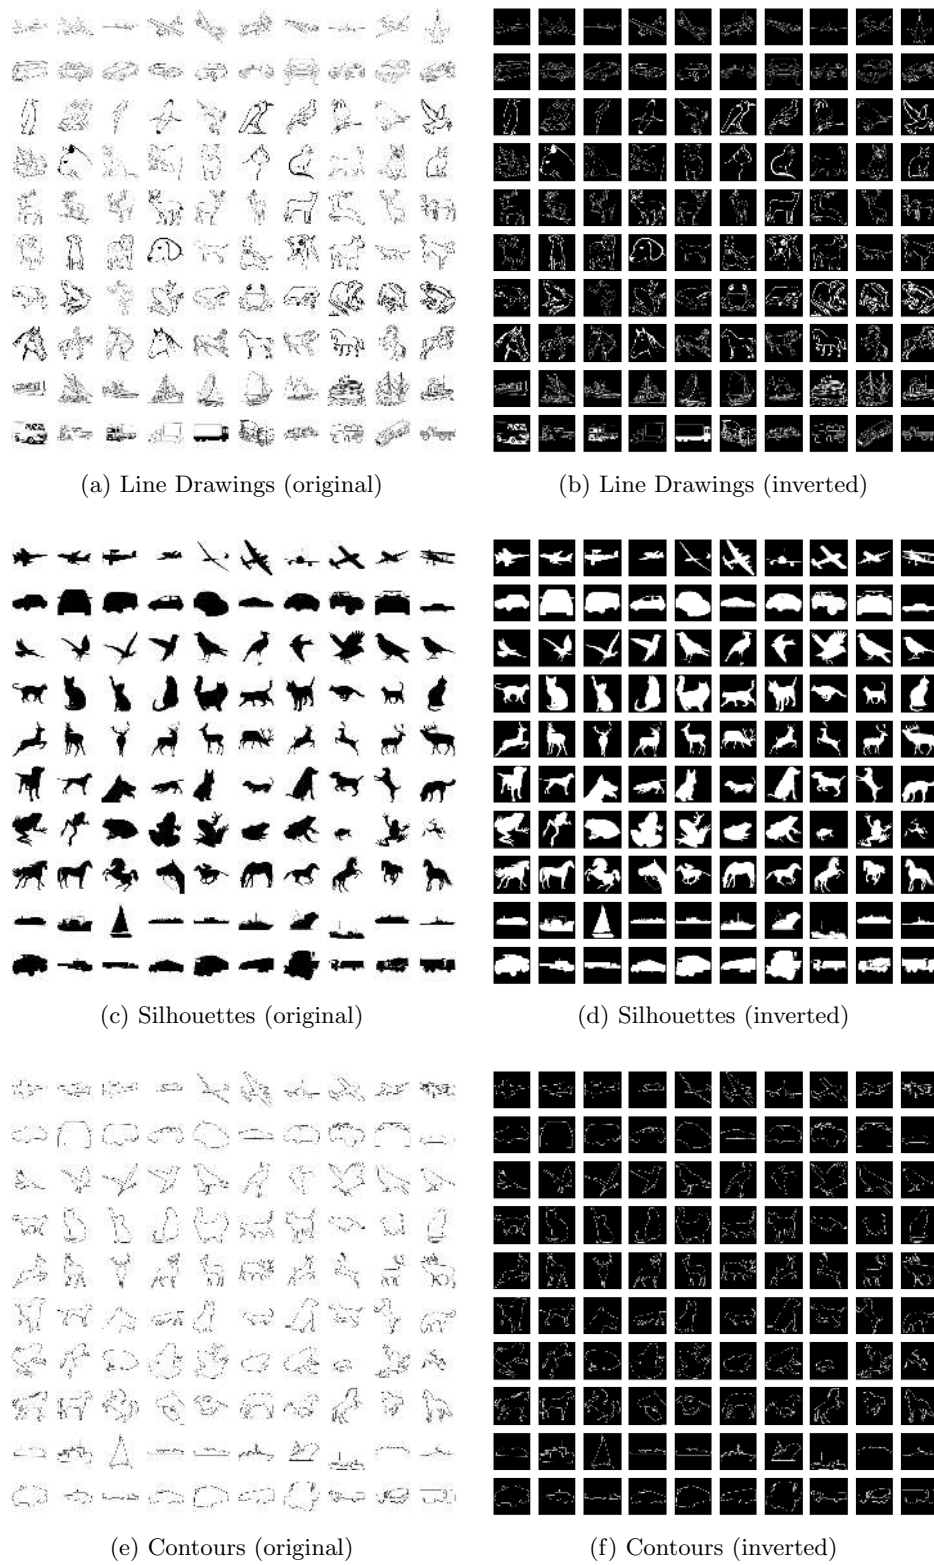 (a) Line Drawings (original)
(b) Line Drawings (inverted)
(c) Silhouettes (original)
(d) Silhouettes (inverted)
(e) Contours (original)
(f) Contours (inverted)